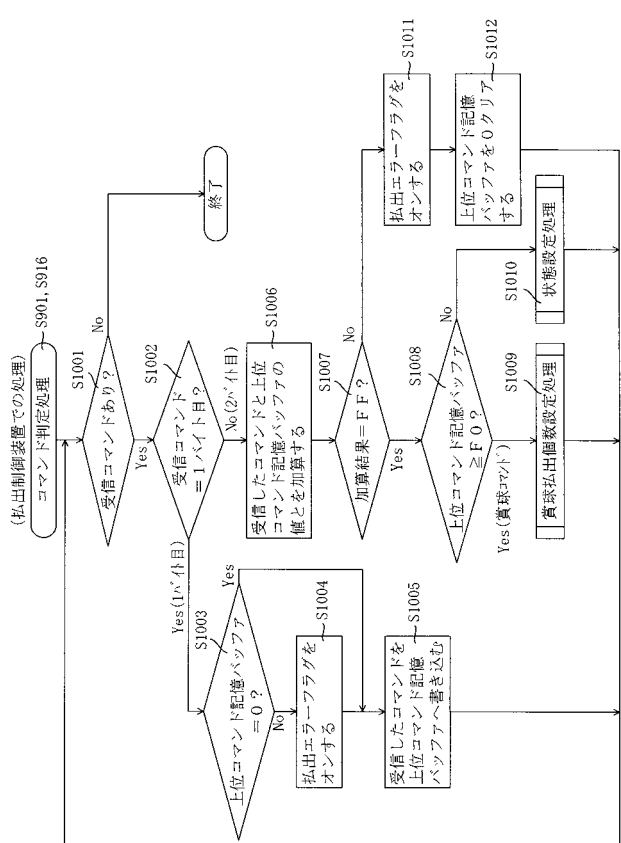 (払出制御装置での処理)
コマンド判定処理
S901, S916
S1001
受信コマンドあり?
No
終了
Yes
S1002
受信コマンド
=1バイト目?
Yes(1バイト目)
No(2バイト目)
S1003
上位コマンド記憶バッファ
=0?
Yes
No
S1004
払出エラーフラグを
オンする
S1005
受信したコマンドを
上位コマンド記憶
バッファへ書き込む
S1006
受信したコマンドと上位
コマンド記憶バッファの
値とを加算する
S1007
加算結果=FF?
No
Yes
S1008
上位コマンド記憶バッファ
≧F0?
No
Yes(賞球コマンド)
S1009
賞球払出個数設定処理
S1010
状態設定処理
S1011
払出エラーフラグを
オンする
S1012
上位コマンド記憶
バッファを0クリア
する